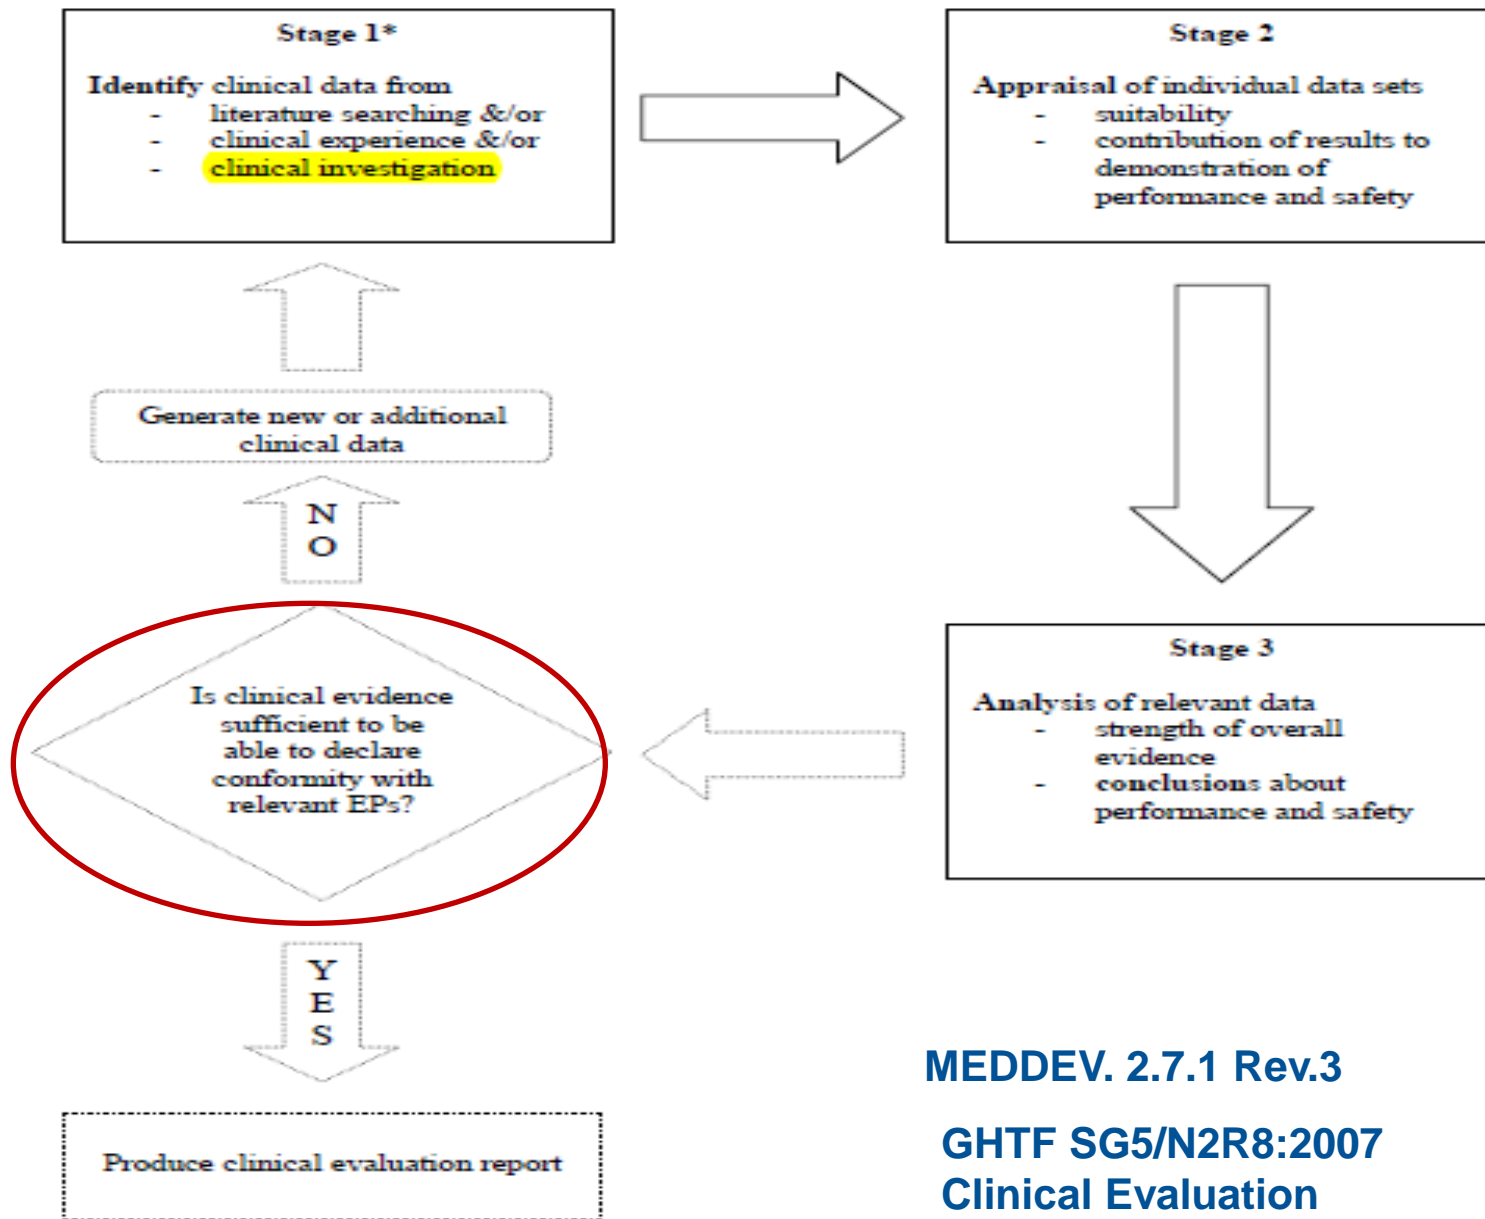 Stage 1*
Identify clinical data from
- literature searching &/or
- clinical experience &/or
- clinical investigation
Stage 2
Appraisal of individual data sets
- suitability
- contribution of results to
demonstration of
performance and safety
Generate new or additional
clinical data
N
O
Is clinical evidence
sufficient to be
able to declare
conformity with
relevant EPs?
Stage 3
Analysis of relevant data
- strength of overall
evidence
- conclusions about
performance and safety
Y
E
S
Produce clinical evaluation report
MEDDEV. 2.7.1 Rev.3
GHTF SG5/N2R8:2007
Clinical Evaluation